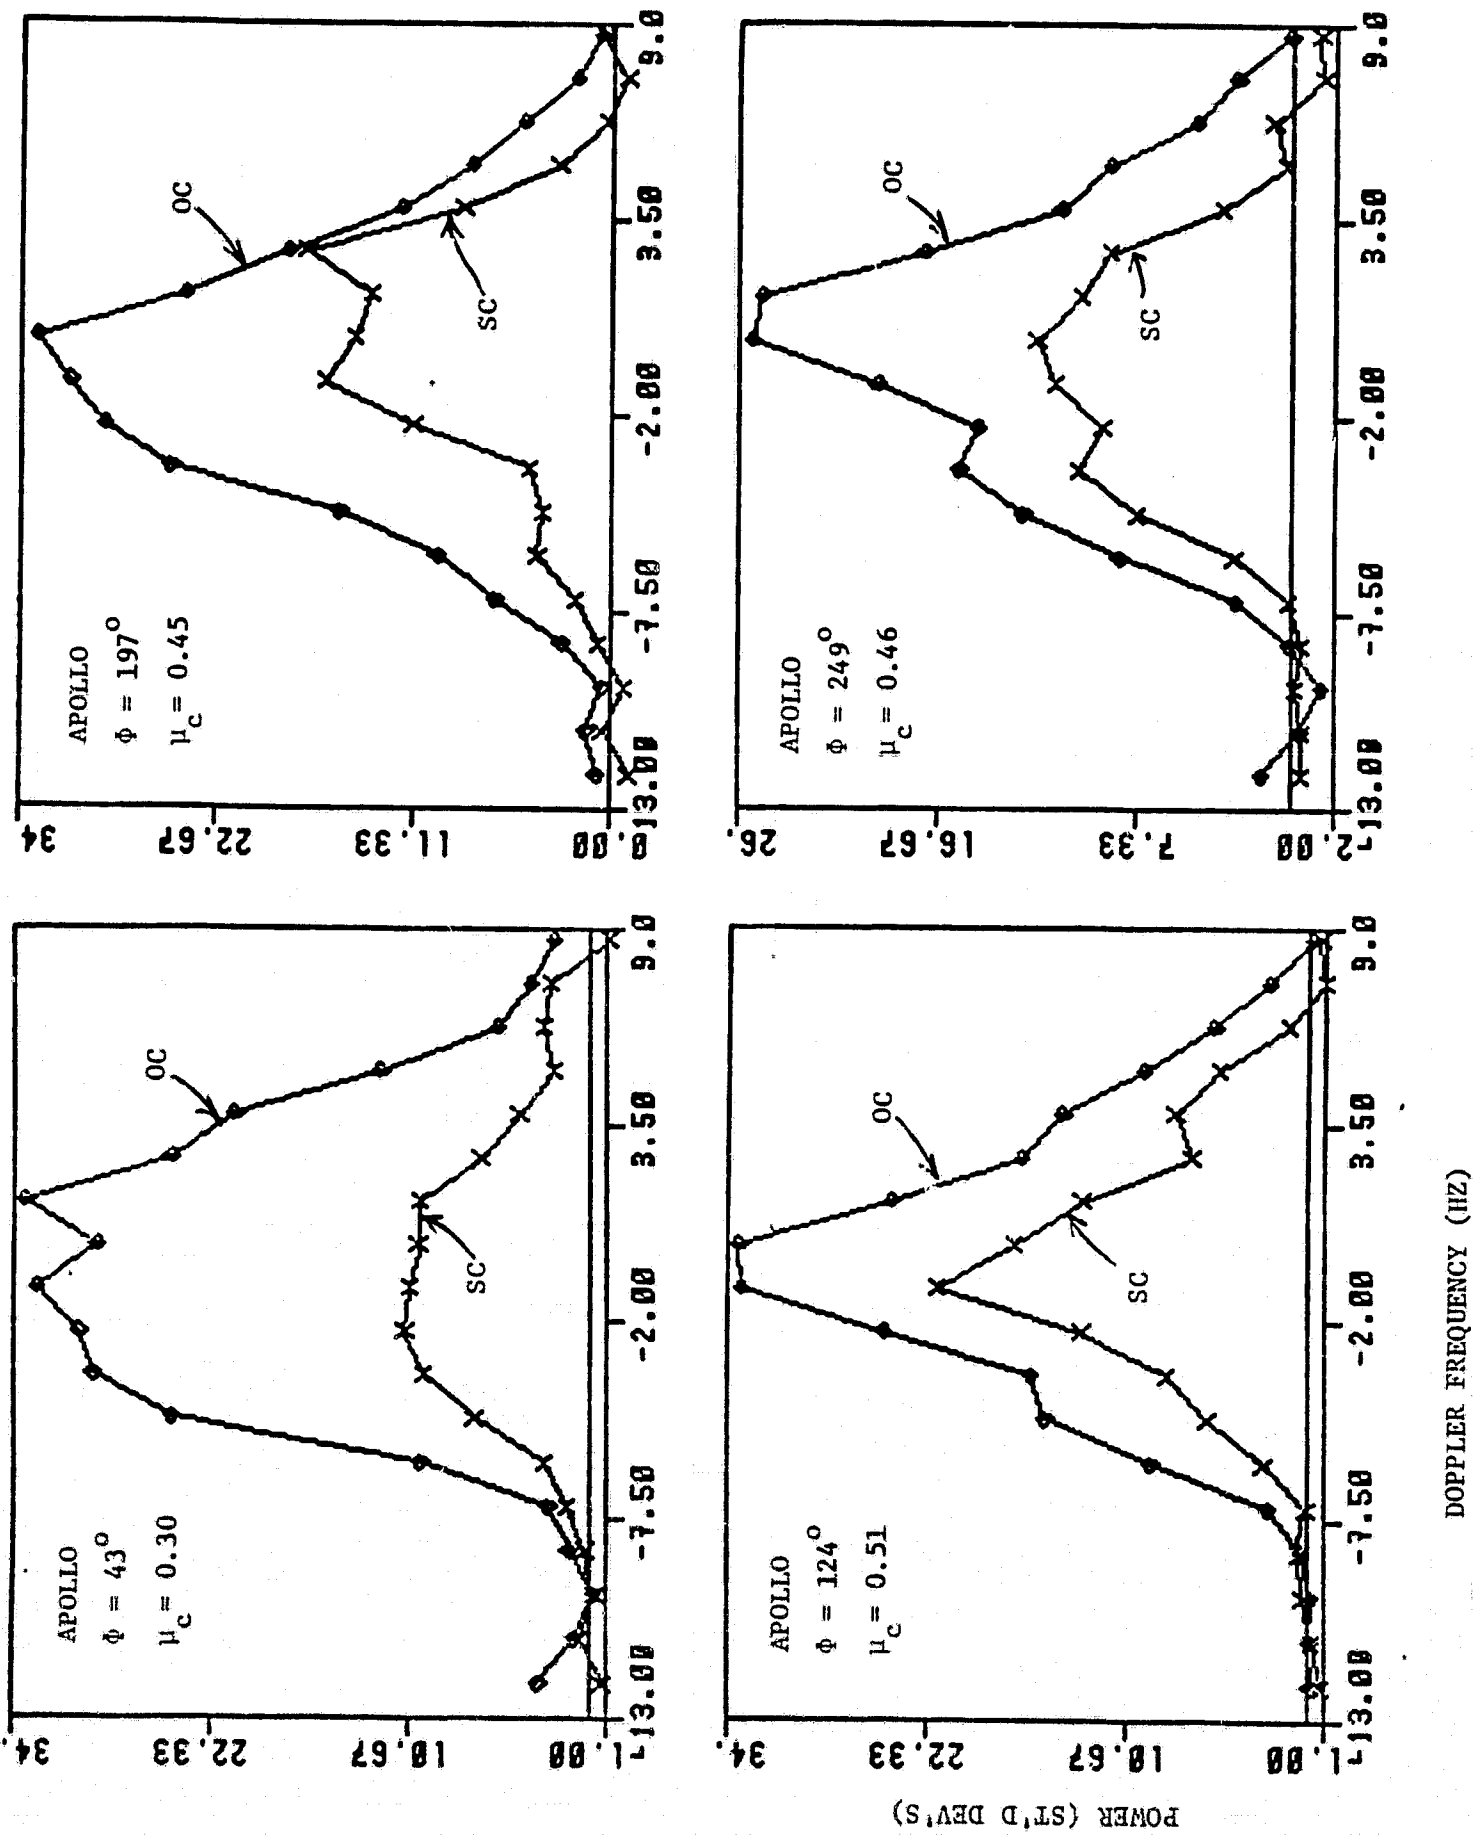 APOLLO
Φ = 43°
μc = 0.30
OC
SC
34.
22.33
10.67
-1.00
-13.00 -7.50 -2.00 3.50 9.0
APOLLO
Φ = 197°
μc = 0.45
OC
SC
34
22.67
11.33
0.00
-13.00 -7.50 -2.00 3.50 9.0
APOLLO
Φ = 124°
μc = 0.51
OC
SC
34.
22.33
10.67
-1.00
-13.00 -7.50 -2.00 3.50 9.0
APOLLO
Φ = 249°
μc = 0.46
OC
SC
26.
16.67
7.33
-2.00
-13.00 -7.50 -2.00 3.50 9.0
POWER (ST'D DEV'S)
DOPPLER FREQUENCY (HZ)